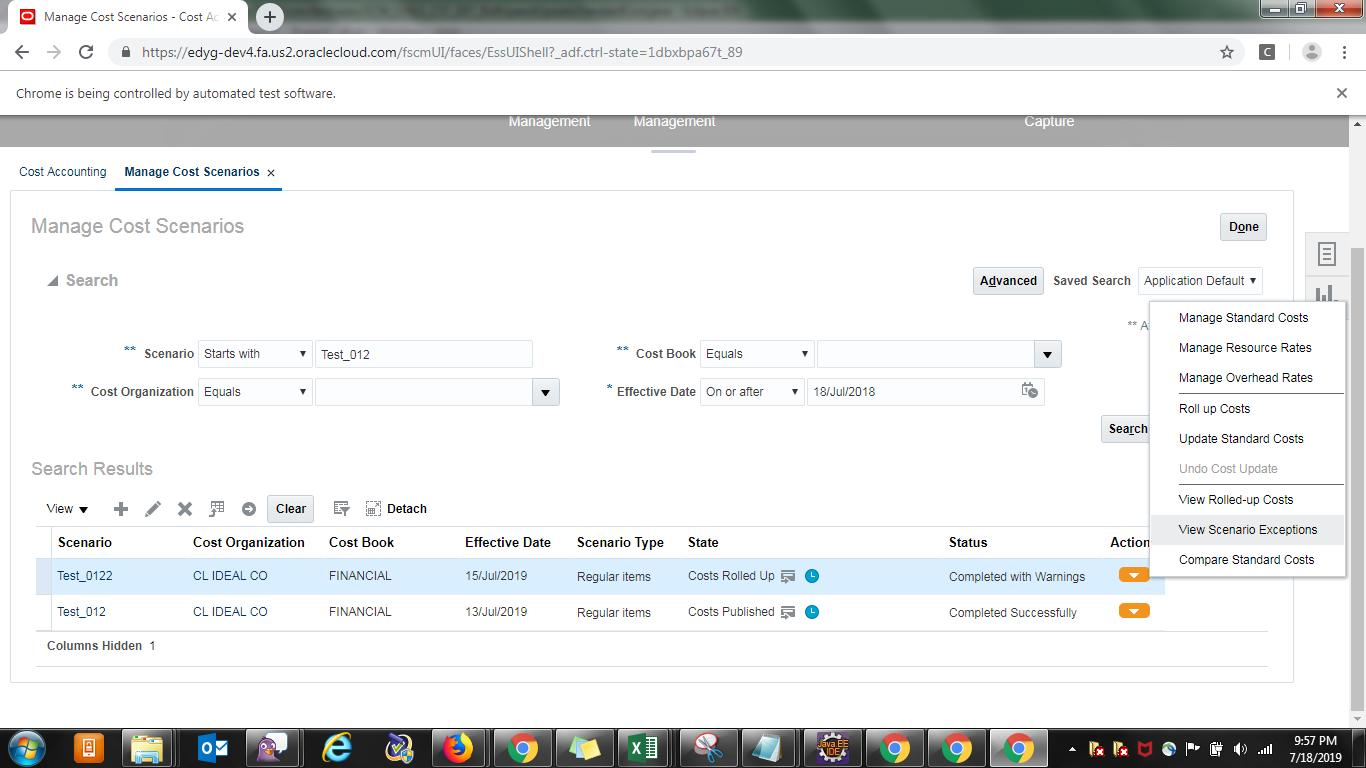 Manage Cost Scenarios - Cost Ac
https://edyg-dev4.fa.us2.oraclecloud.com/fscmUI/faces/EssUIShell?_adf.ctrl-state=1dbxbpa67t_89
C
Chrome is being controlled by automated test software.
Management Management Capture
Cost Accounting Manage Cost Scenarios
Manage Cost Scenarios
Done
Search
Advanced Saved Search Application Default
** A
** Scenario Starts with Test_012 ** Cost Book Equals
** Cost Organization Equals * Effective Date On or after 18/Jul/2018
Search
Manage Standard Costs
Manage Resource Rates
Manage Overhead Rates
Roll up Costs
Update Standard Costs
Undo Cost Update
View Rolled-up Costs
View Scenario Exceptions
Compare Standard Costs
Search Results
View Clear Detach
Scenario Cost Organization Cost Book Effective Date Scenario Type State Status Action
Test_0122 CL IDEAL CO FINANCIAL 15/Jul/2019 Regular items Costs Rolled Up Completed with Warnings
Test_012 CL IDEAL CO FINANCIAL 13/Jul/2019 Regular items Costs Published Completed Successfully
Columns Hidden 1
Java EE
IDE
9:57 PM
7/18/2019